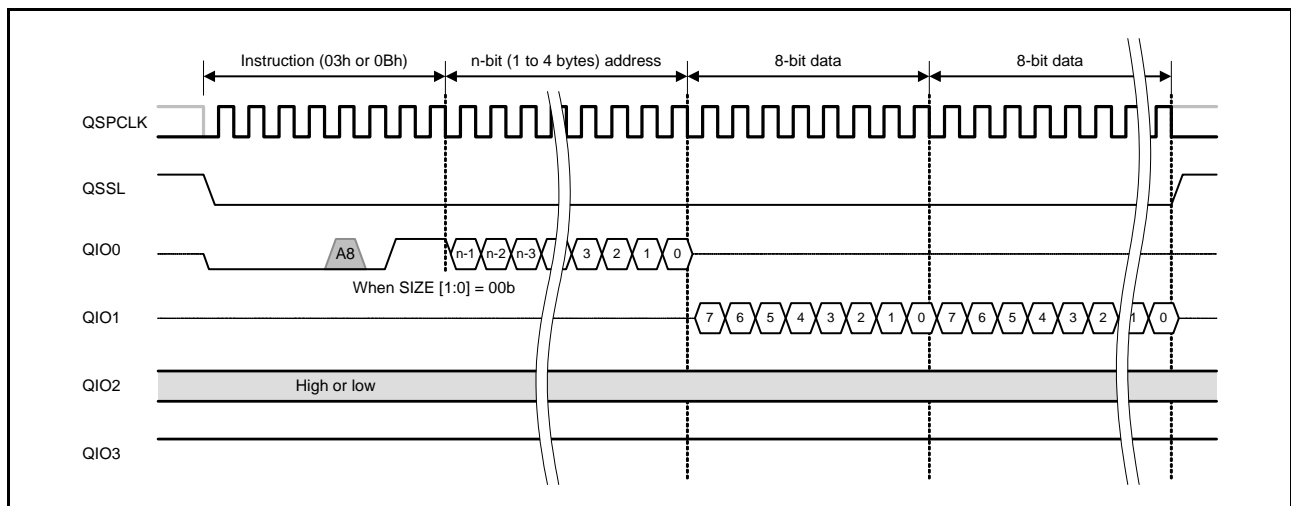 Instruction (03h or 0Bh) n-bit (1 to 4 bytes) address 8-bit data 8-bit data
QSPCLK
QSSL
QIO0 A8 n-1 n-2 n-3 3 2 1 0
When SIZE [1:0] = 00b
QIO1 7 6 5 4 3 2 1 0 7 6 5 4 3 2 1 0
QIO2 High or low
QIO3